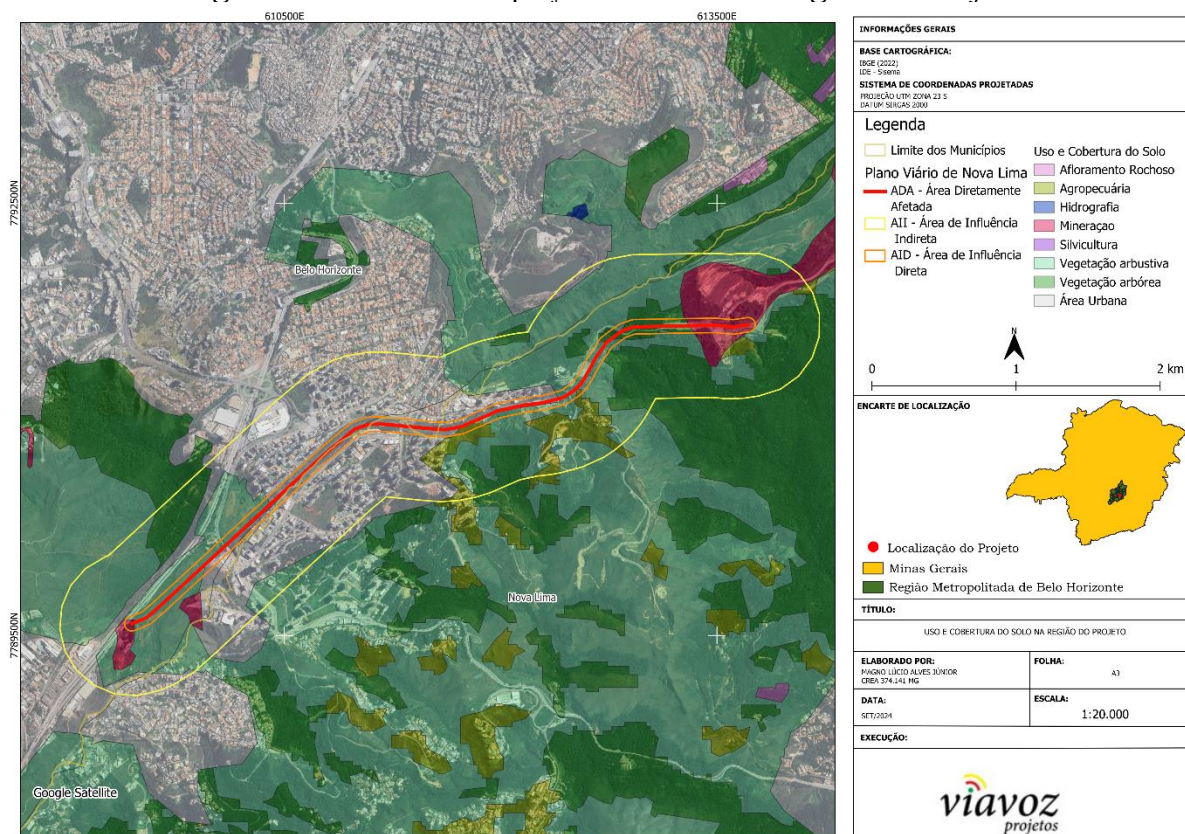 610500E
613500E
7792500N
7789500N
Belo Horizonte
Nova Lima
Google Satellite
INFORMAÇÕES GERAIS
BASE CARTOGRÁFICA:
IBGE (2022)
IDE - Sisema
SISTEMA DE COORDENADAS PROJETADAS
PROJEÇÃO UTM ZONA 23 S
DATUM SIRGAS 2000
Legenda
Limite dos Municípios
Plano Viário de Nova Lima
ADA - Área Diretamente
Afetada
AII - Área de Influência
Indireta
AID - Área de Influência
Direta
Uso e Cobertura do Solo
Afloramento Rochoso
Agropecuária
Hidrografia
Mineraçao
Silvicultura
Vegetação arbustiva
Vegetação arbórea
Área Urbana
N
0 1 2 km
ENCARTE DE LOCALIZAÇÃO
Localização do Projeto
Minas Gerais
Região Metropolitada de Belo Horizonte
TÍTULO:
USO E COBERTURA DO SOLO NA REGIÃO DO PROJETO
ELABORADO POR:
MAGNO LÚCIO ALVES JÚNIOR
CREA 374.141 MG
FOLHA:
A3
DATA:
SET/2024
ESCALA:
1:20.000
EXECUÇÃO:
viavoz
projetos